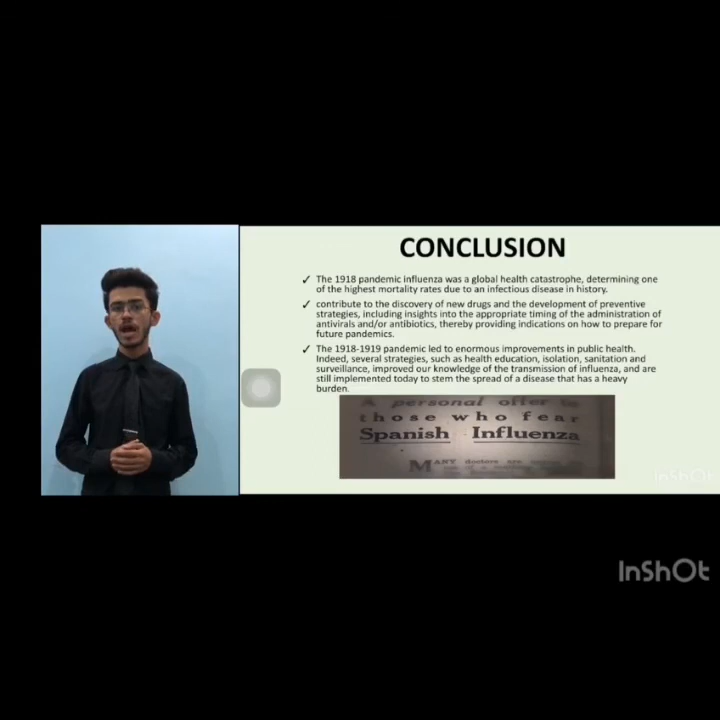 CONCLUSION
✓ The 1918 pandemic influenza was a global health catastrophe, determining one
of the highest mortality rates due to an infectious disease in history.
✓ contribute to the discovery of new drugs and the development of preventive
strategies, including insights into the appropriate timing of the administration of
antivirals and/or antibiotics, thereby providing indications on how to prepare for
future pandemics.
✓ The 1918-1919 pandemic led to enormous improvements in public health.
Indeed, several strategies, such as health education, isolation, sanitation and
surveillance, improved our knowledge of the transmission of influenza, and are
still implemented today to stem the spread of a disease that has a heavy
burden.
A personal offer to
those who fear
Spanish Influenza
MANY doctors are
InShOt
InShOt